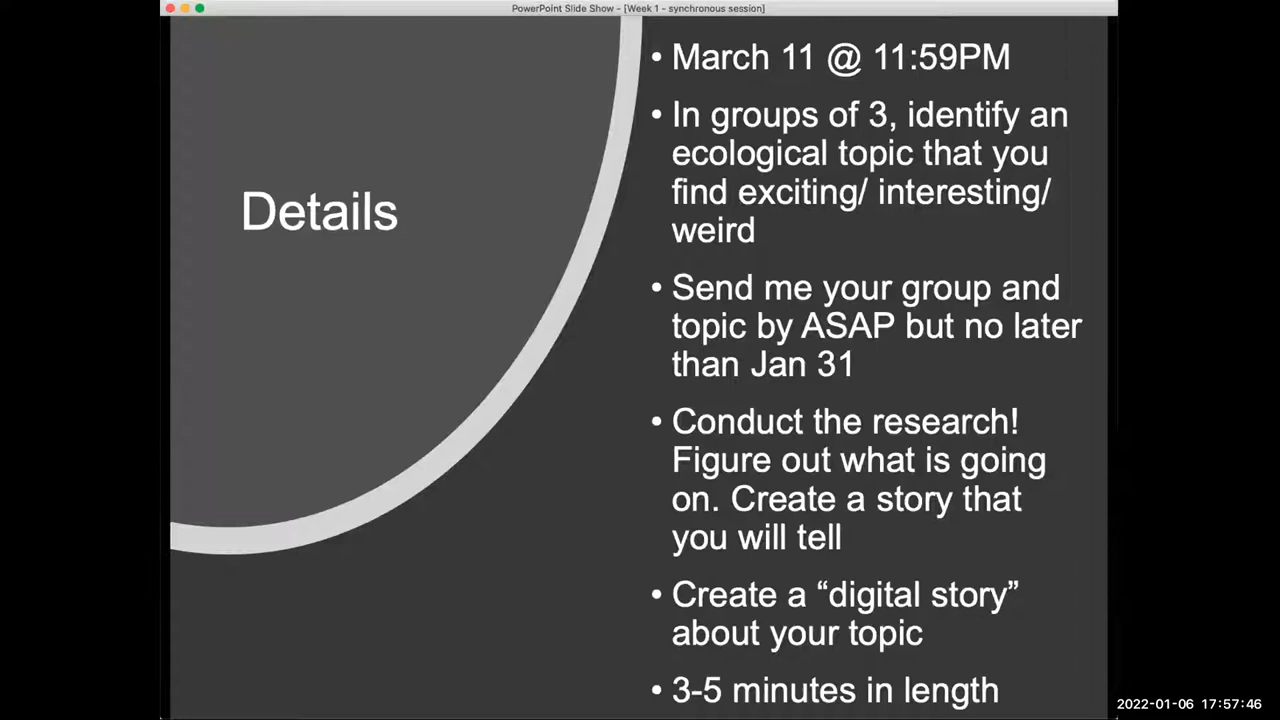 PowerPoint Slide Show - [Week 1 - synchronous session]
Details
• March 11 @ 11:59PM
• In groups of 3, identify an
ecological topic that you
find exciting/ interesting/
weird
• Send me your group and
topic by ASAP but no later
than Jan 31
• Conduct the research!
Figure out what is going
on. Create a story that
you will tell
• Create a “digital story”
about your topic
• 3-5 minutes in length
2022-01-06 17:57:46